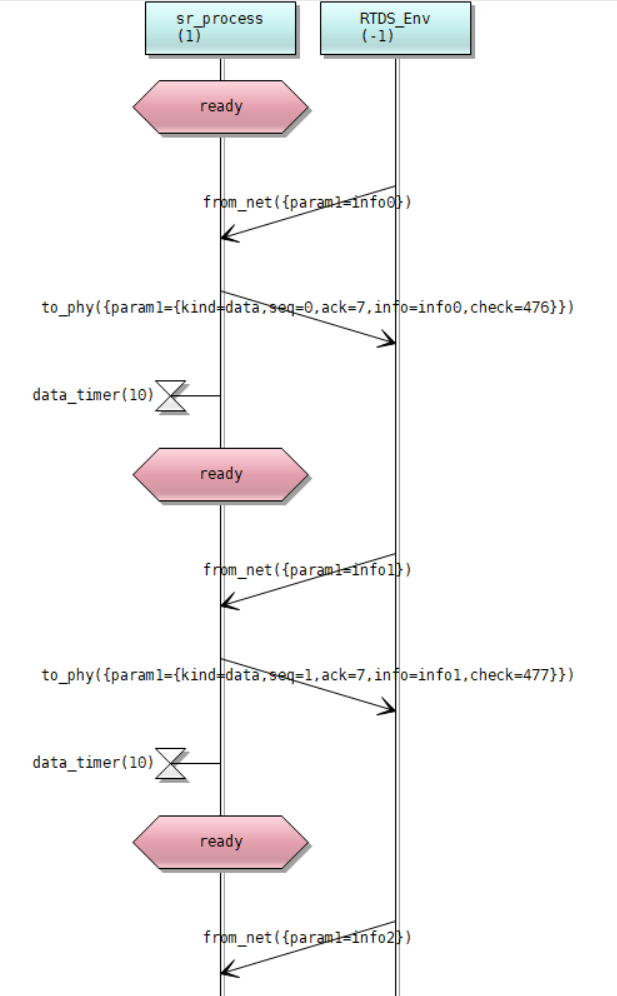 sr_process
(1)
RTDS_Env
(-1)
ready
from_net({param1=info0})
to_phy({param1={kind=data,seq=0,ack=7,info=info0,check=476}})
data_timer(10)
ready
from_net({param1=info1})
to_phy({param1={kind=data,seq=1,ack=7,info=info1,check=477}})
data_timer(10)
ready
from_net({param1=info2})